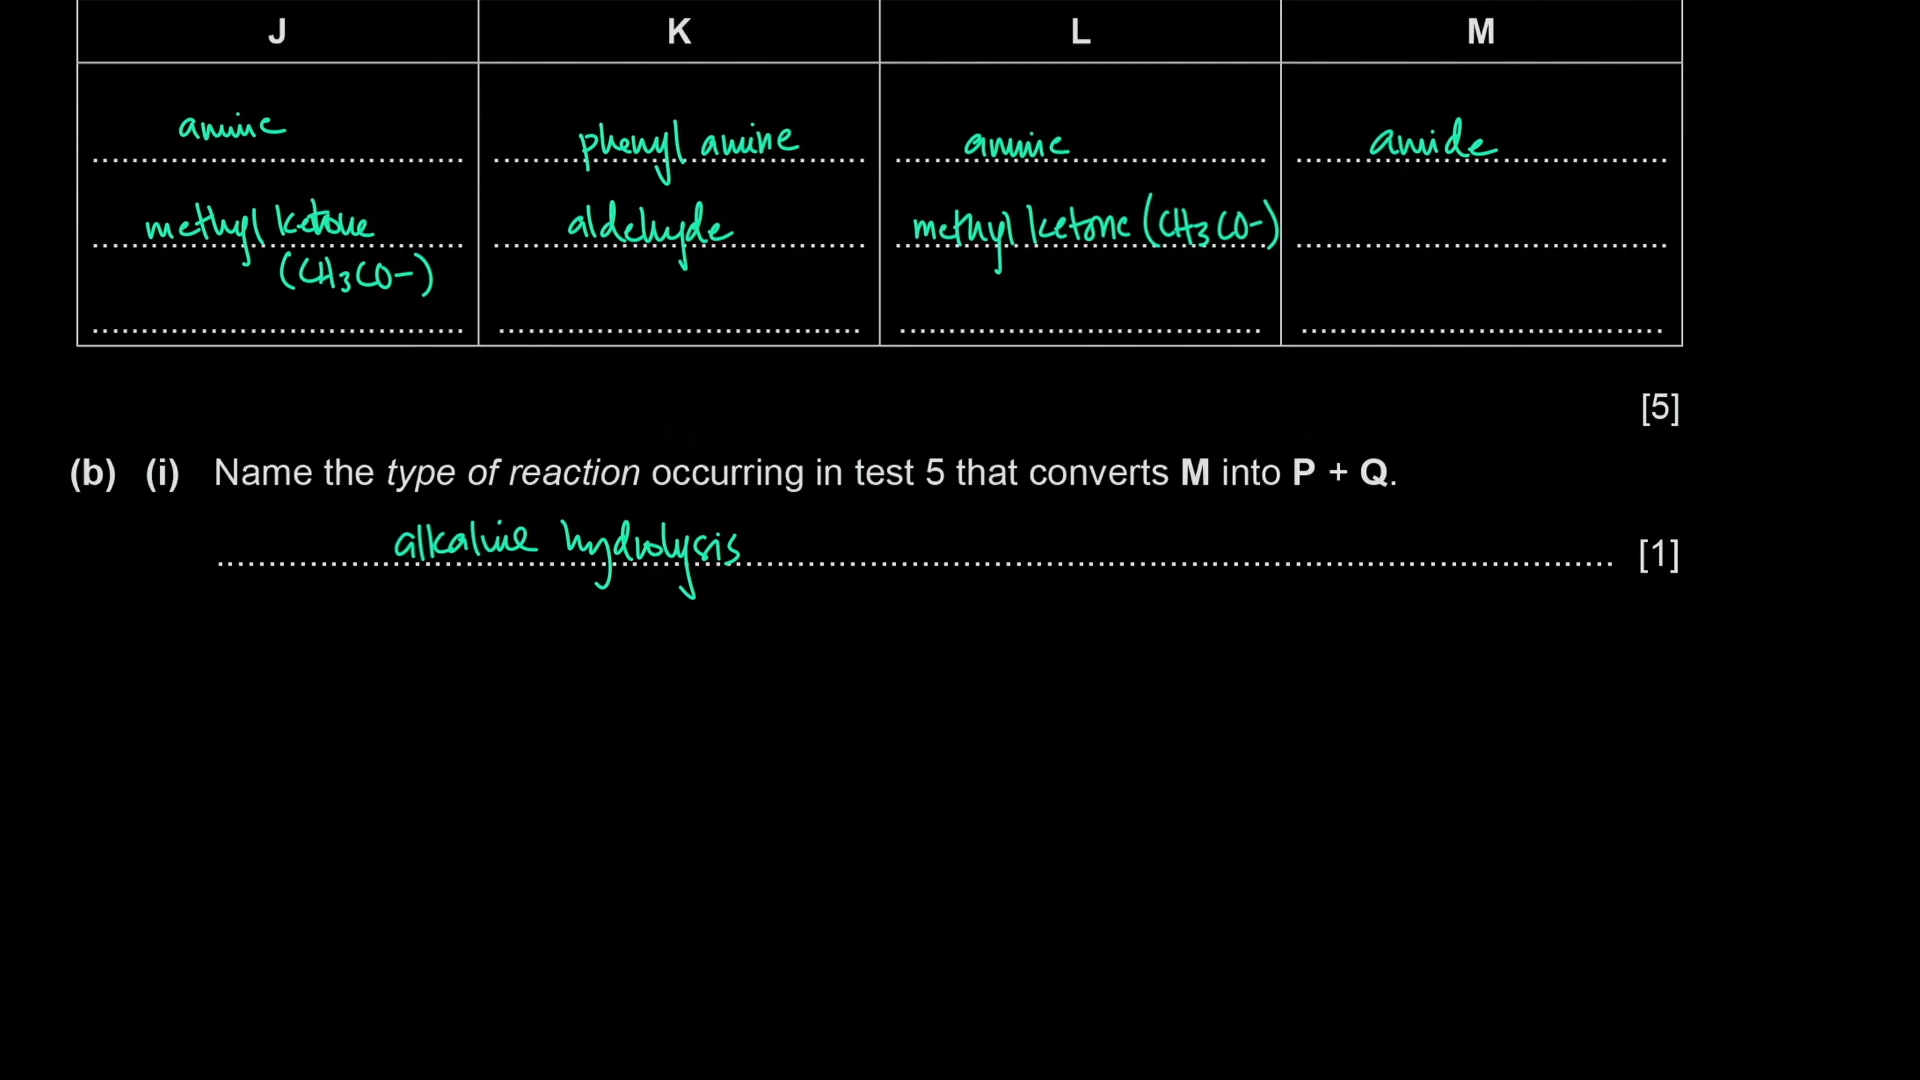 J K L M
amine phenyl amine amine amide
methyl ketone aldehyde methyl ketone (CH3CO-)
(CH3CO-)
[5]
(b) (i) Name the type of reaction occurring in test 5 that converts M into P + Q.
alkaline hydrolysis [1]